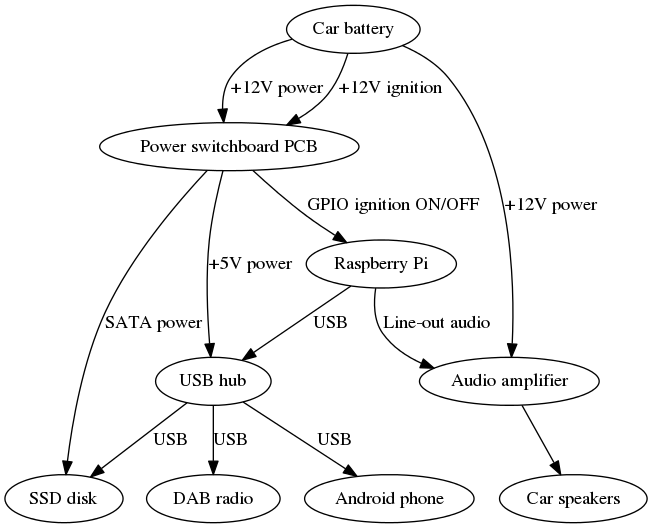 Car battery
+12V power
+12V ignition
Power switchboard PCB
GPIO ignition ON/OFF
+12V power
+5V power
Raspberry Pi
SATA power
USB
Line-out audio
USB hub
Audio amplifier
USB
USB
USB
SSD disk
DAB radio
Android phone
Car speakers